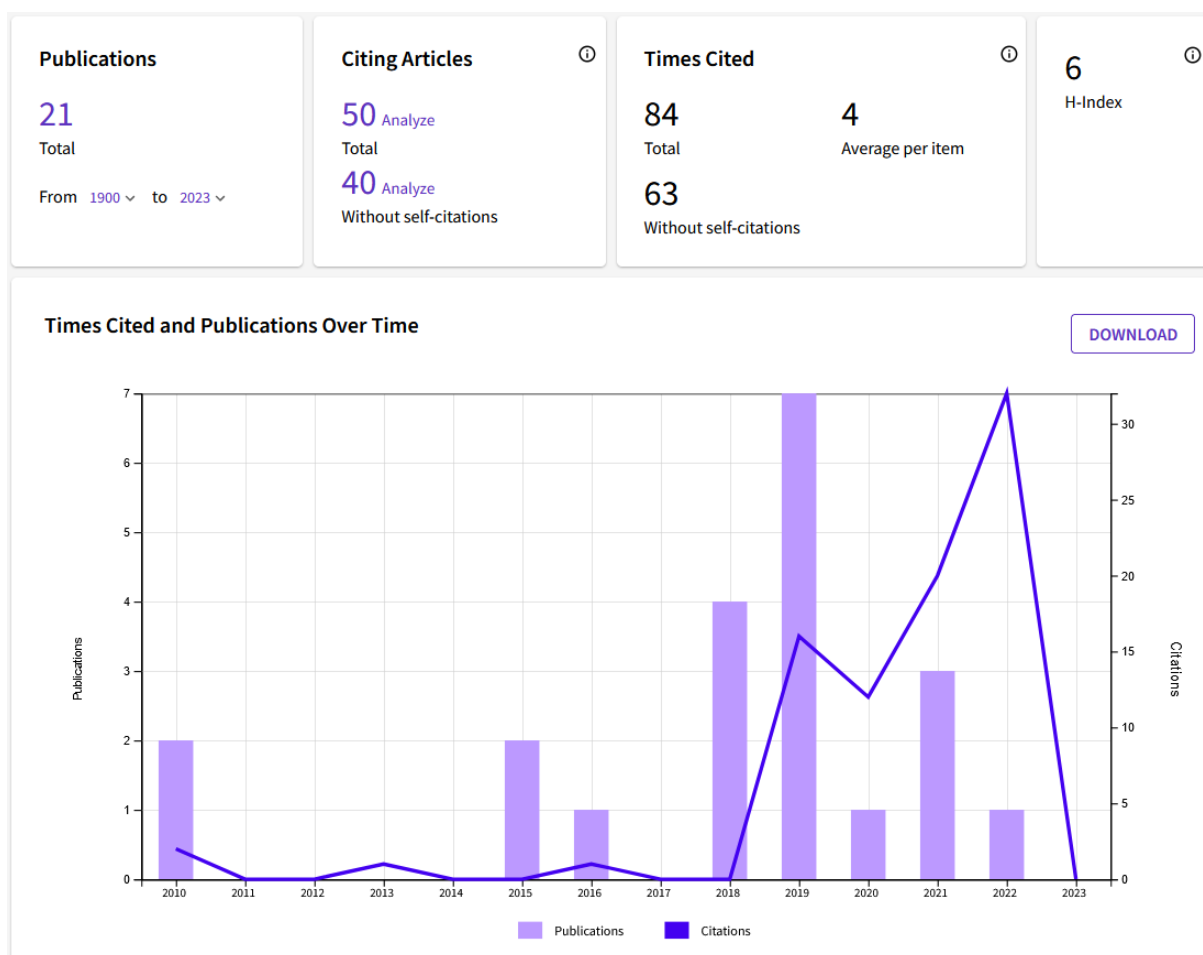 Publications
21
Total
From 1900 to 2023
Citing Articles
50 Analyze
Total
40 Analyze
Without self-citations
Times Cited
84
Total
4
Average per item
63
Without self-citations
6
H-Index
Times Cited and Publications Over Time
DOWNLOAD
7
6
5
4
3
2
1
0
Publications
30
25
20
15
10
5
0
Citations
2010 2011 2012 2013 2014 2015 2016 2017 2018 2019 2020 2021 2022 2023
Publications Citations